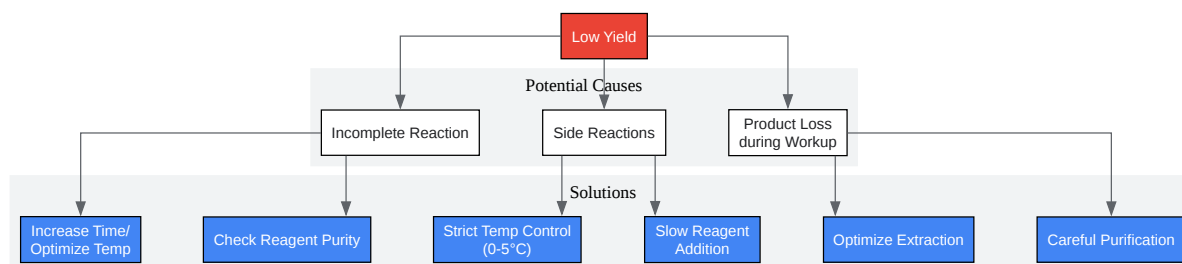 Low Yield
Potential Causes
Incomplete Reaction
Side Reactions
Product Loss
during Workup
Solutions
Increase Time/
Optimize Temp
Check Reagent Purity
Strict Temp Control
(0-5°C)
Slow Reagent
Addition
Optimize Extraction
Careful Purification